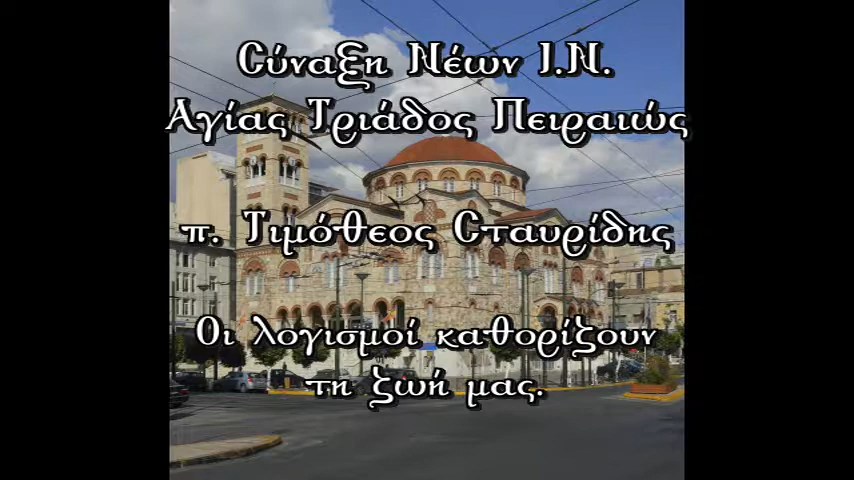 Σύναξη Νέων Ι.Ν.
Αγίας Τριάδος Πειραιώς
π. Τιμόθεος Σταυρίδης
Οι λογισμοί καθορίζουν
τη ζωή μας.